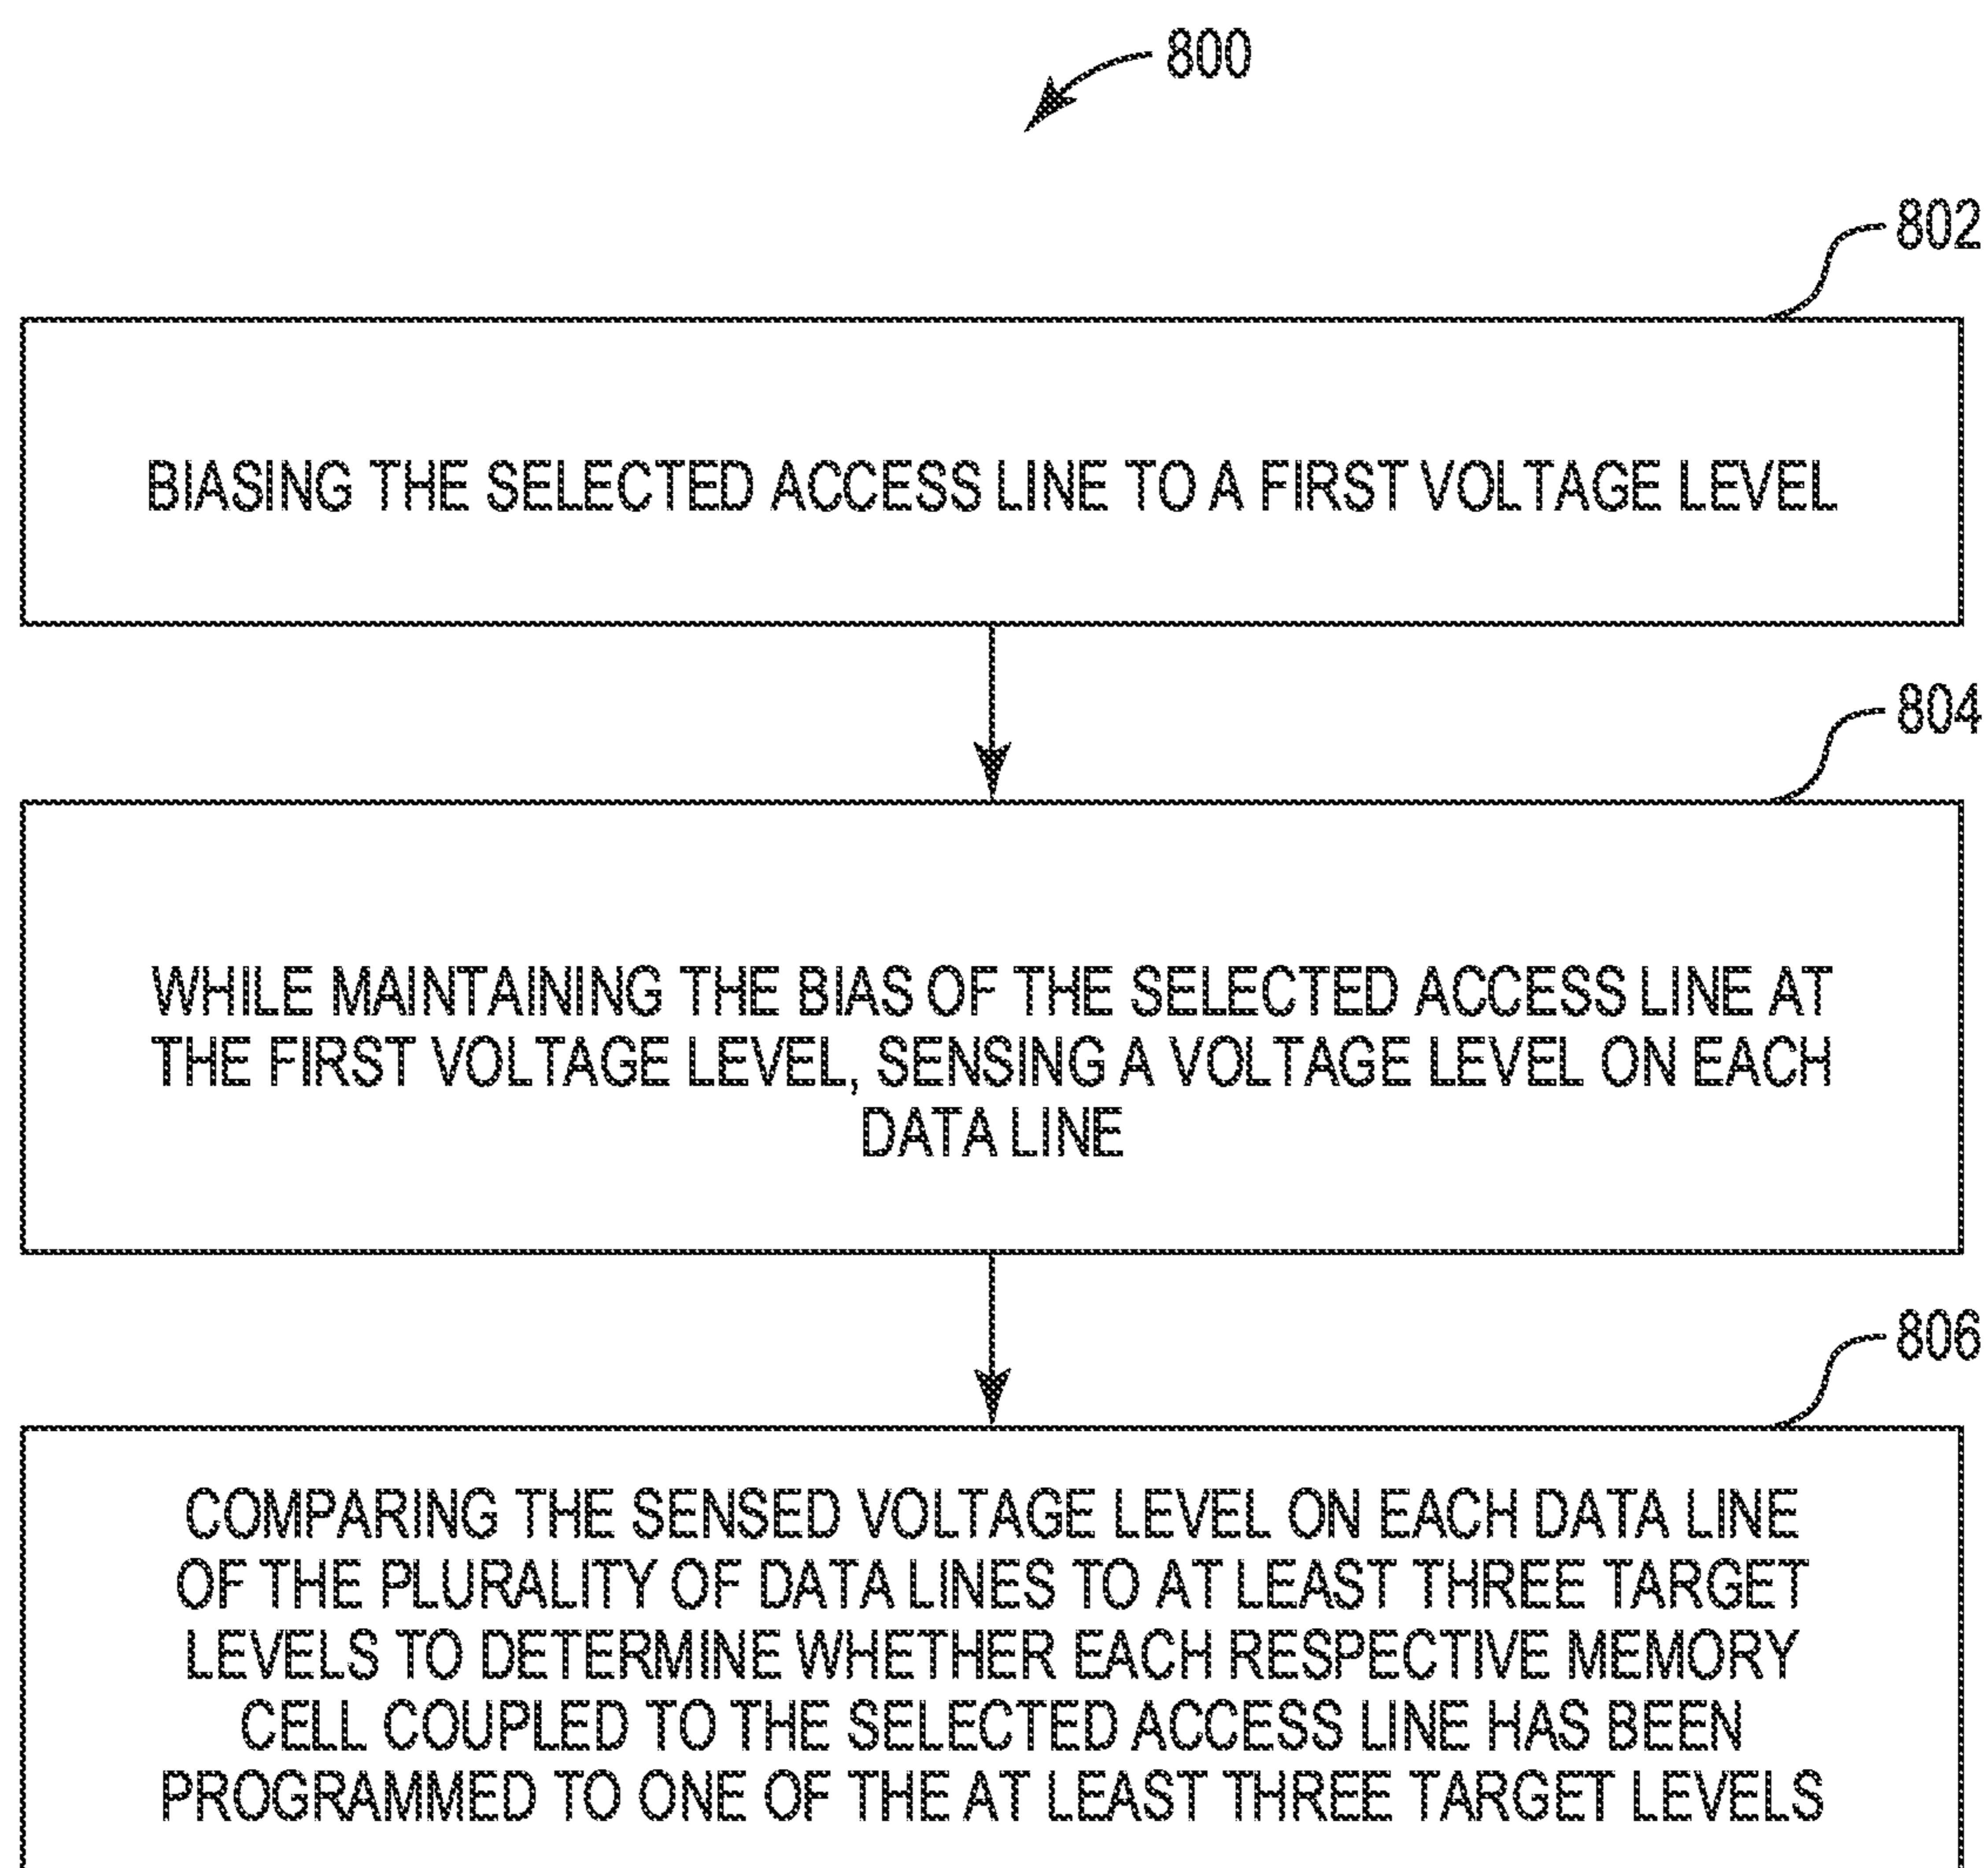 800
802
BIASING THE SELECTED ACCESS LINE TO A FIRST VOLTAGE LEVEL
804
WHILE MAINTAINING THE BIAS OF THE SELECTED ACCESS LINE AT
THE FIRST VOLTAGE LEVEL, SENSING A VOLTAGE LEVEL ON EACH
DATA LINE
806
COMPARING THE SENSED VOLTAGE LEVEL ON EACH DATA LINE
OF THE PLURALITY OF DATA LINES TO AT LEAST THREE TARGET
LEVELS TO DETERMINE WHETHER EACH RESPECTIVE MEMORY
CELL COUPLED TO THE SELECTED ACCESS LINE HAS BEEN
PROGRAMMED TO ONE OF THE AT LEAST THREE TARGET LEVELS